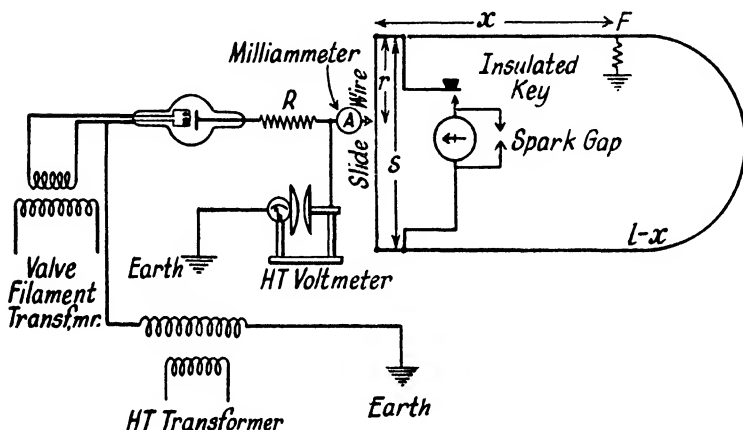 x
F
Milliammeter
Insulated
Key
R
A
Wire
r
Slide
S
Spark Gap
l-x
Earth
HT Voltmeter
Valve
Filament
Transf.mr.
HT Transformer
Earth